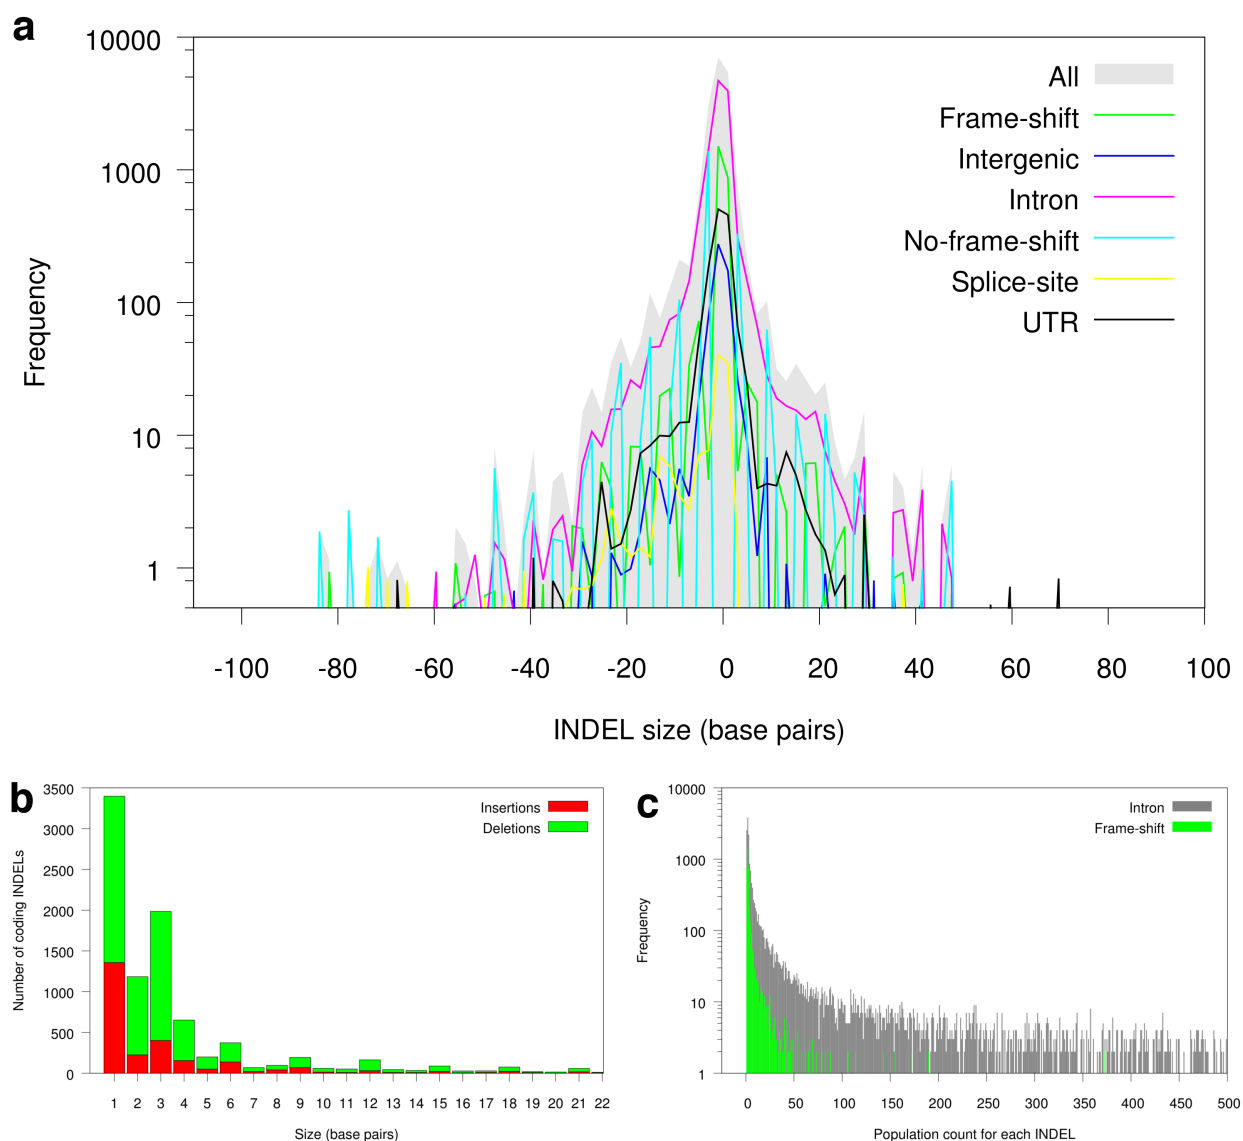 a
10000
1000
100
10
1
Frequency
All
Frame-shift
Intergenic
Intron
No-frame-shift
Splice-site
UTR
-100 -80 -60 -40 -20 0 20 40 60 80 100
INDEL size (base pairs)
b
3500
3000
2500
2000
1500
1000
500
0
Number of coding INDELs
Insertions
Deletions
1 2 3 4 5 6 7 8 9 10 11 12 13 14 15 16 17 18 19 20 21 22
Size (base pairs)
c
10000
1000
100
10
1
Frequency
Intron
Frame-shift
0 50 100 150 200 250 300 350 400 450 500
Population count for each INDEL